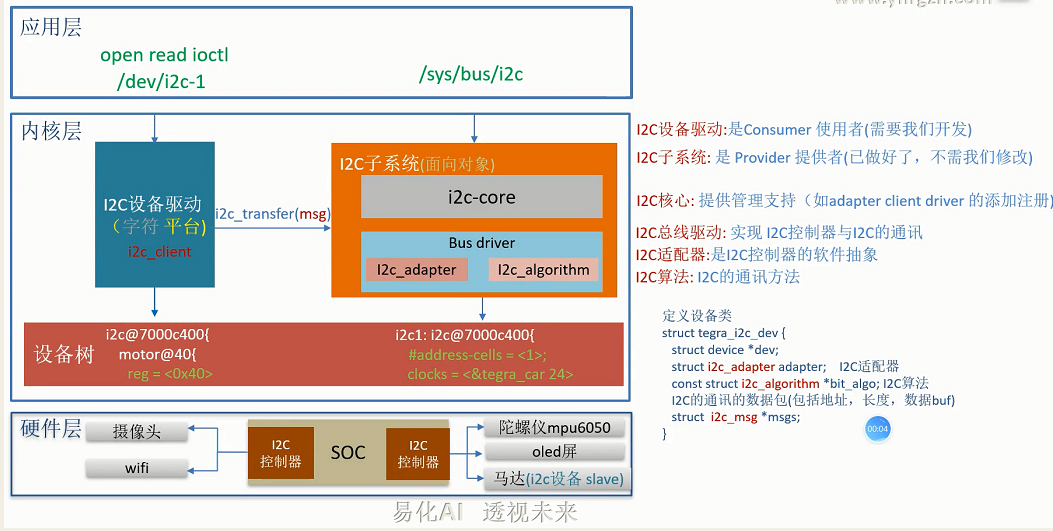 应用层
open read ioctl
/dev/i2c-1
/sys/bus/i2c
内核层
I2C设备驱动
(字符 平台)
i2c_client
i2c_transfer(msg)
I2C子系统(面向对象)
i2c-core
Bus driver
I2c_adapter
I2c_algorithm
设备树
i2c@7000c400{
motor@40{
reg = <0x40>
i2c1: i2c@7000c400{
#address-cells = <1>;
clocks = <&tegra_car 24>
硬件层
摄像头
wifi
I2C
控制器
SOC
I2C
控制器
陀螺仪mpu6050
oled屏
马达(i2c设备 slave)
I2C设备驱动:是Consumer 使用者(需要我们开发)
I2C子系统: 是 Provider 提供者(已做好了，不需我们修改)
I2C核心: 提供管理支持（如adapter client driver 的添加注册)
I2C总线驱动: 实现 I2C控制器与I2C的通讯
I2C适配器:是I2C控制器的软件抽象
I2C算法: I2C的通讯方法
定义设备类
struct tegra_i2c_dev {
struct device *dev;
struct i2c_adapter adapter; I2C适配器
const struct i2c_algorithm *bit_algo; I2C算法
I2C的通讯的数据包(包括地址，长度，数据buf)
struct i2c_msg *msgs;
}
00:04
易化AI 透视未来